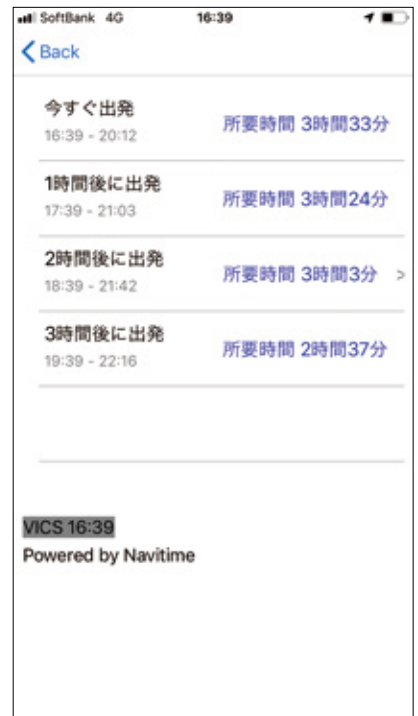 SoftBank 4G 16:39
Back
今すぐ出発
16:39 - 20:12
所要時間 3時間33分
1時間後に出発
17:39 - 21:03
所要時間 3時間24分
2時間後に出発
18:39 - 21:42
所要時間 3時間3分 >
3時間後に出発
19:39 - 22:16
所要時間 2時間37分
VICS 16:39
Powered by Navitime